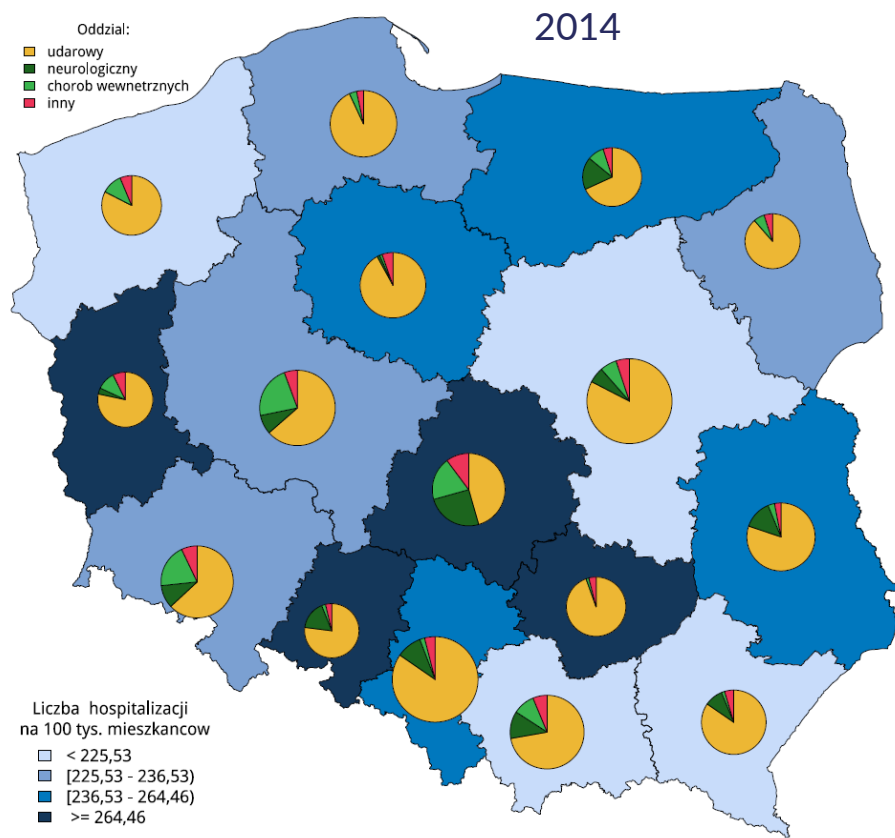 2014
Oddział:
udarowy
neurologiczny
chorob wewnetrznych
inny
Liczba hospitalizacji
na 100 tys. mieszkancow
< 225,53
[225,53 - 236,53)
[236,53 - 264,46)
>= 264,46